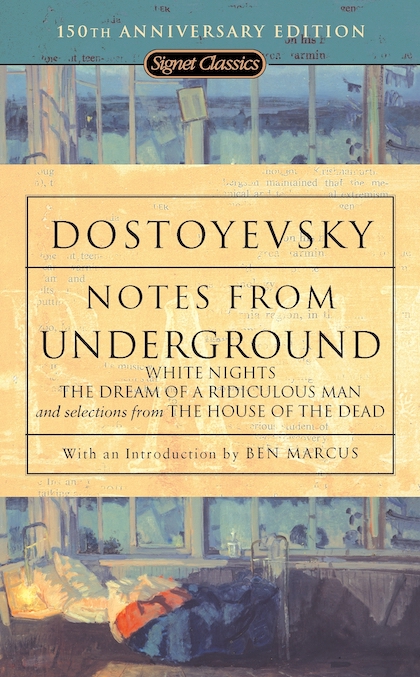 150TH ANNIVERSARY EDITION
Signet Classics
DOSTOYEVSKY
NOTES FROM
UNDERGROUND
WHITE NIGHTS
THE DREAM OF A RIDICULOUS MAN
and selections from THE HOUSE OF THE DEAD
With an Introduction by BEN MARCUS